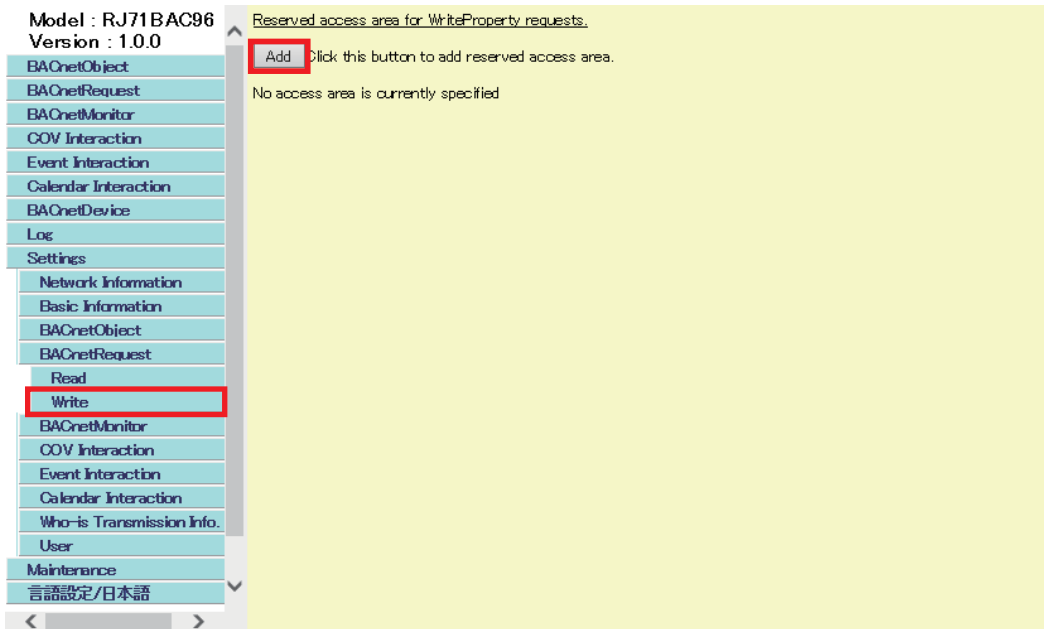 Model : RJ71BAC96
Version : 1.0.0
BACnetObject
BACnetRequest
BACnetMonitor
COV Interaction
Event Interaction
Calendar Interaction
BACnetDevice
Log
Settings
Network Information
Basic Information
BACnetObject
BACnetRequest
Read
Write
BACnetMonitor
COV Interaction
Event Interaction
Calendar Interaction
Who-is Transmission Info.
User
Maintenance
言語設定/日本語
Reserved access area for WriteProperty requests.
Add Click this button to add reserved access area.
No access area is currently specified